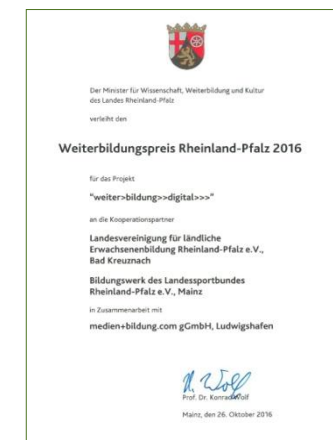 Der Minister für Wissenschaft, Weiterbildung und Kultur
des Landes Rheinland-Pfalz
verleiht den
Weiterbildungspreis Rheinland-Pfalz 2016
für das Projekt
"weiter>bildung>>digital>>>"
an die Kooperationspartner
Landesvereinigung für ländliche
Erwachsenenbildung Rheinland-Pfalz e.V.,
Bad Kreuznach
Bildungswerk des Landessportbundes
Rheinland-Pfalz e.V., Mainz
in Zusammenarbeit mit
medien+bildung.com gGmbH, Ludwigshafen
K. Wolf
Prof. Dr. Konrad Wolf
Mainz, den 26. Oktober 2016